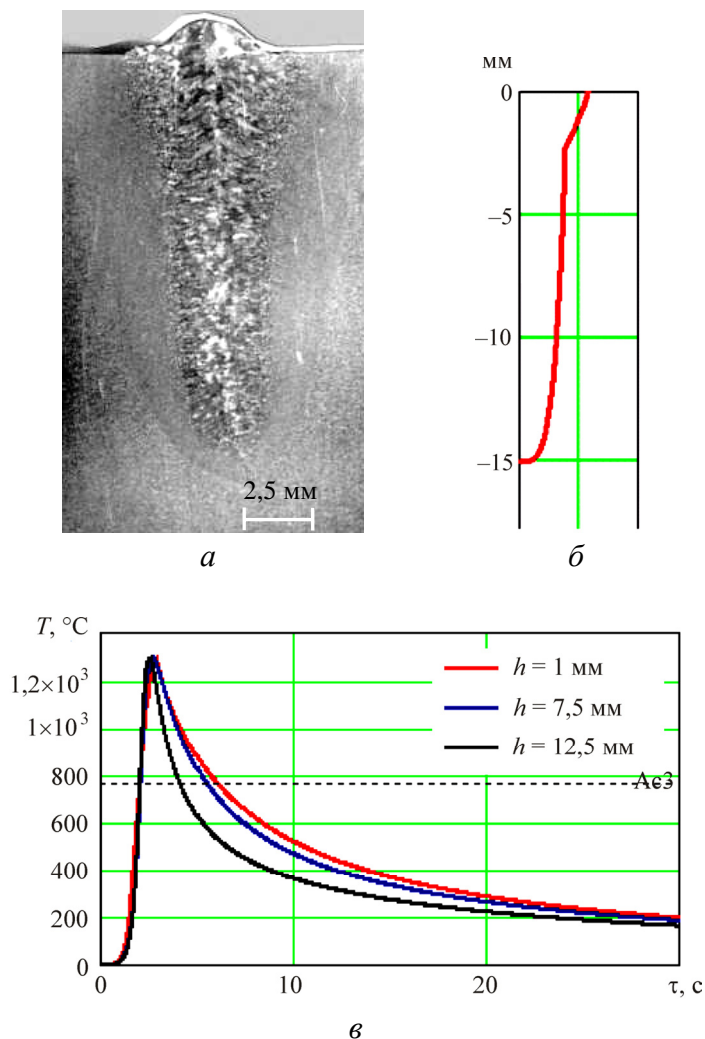 2,5 мм
а
мм
0
–5
–10
–15
б
T, °C
1,2×10³
1×10³
800
600
400
200
0
0
10
20
τ, с
h = 1 мм
h = 7,5 мм
h = 12,5 мм
Ac3
в